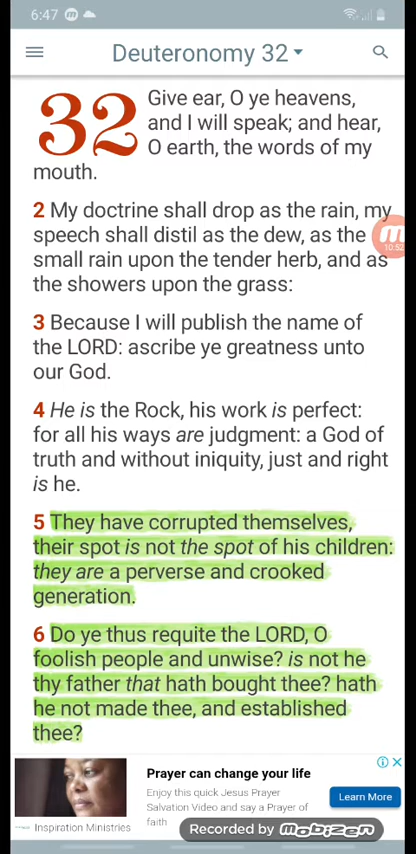 6:47
Deuteronomy 32
32 Give ear, O ye heavens,
and I will speak; and hear,
O earth, the words of my
mouth.
2 My doctrine shall drop as the rain, my
speech shall distil as the dew, as the
small rain upon the tender herb, and as
the showers upon the grass:
10:52
3 Because I will publish the name of
the LORD: ascribe ye greatness unto
our God.
4 He is the Rock, his work is perfect:
for all his ways are judgment: a God of
truth and without iniquity, just and right
is he.
5 They have corrupted themselves,
their spot is not the spot of his children:
they are a perverse and crooked
generation.
6 Do ye thus requite the LORD, O
foolish people and unwise? is not he
thy father that hath bought thee? hath
he not made thee, and established
thee?
Prayer can change your life
Enjoy this quick Jesus Prayer
Salvation Video and say a Prayer of
faith
Learn More
Inspiration Ministries
Recorded by mobizen